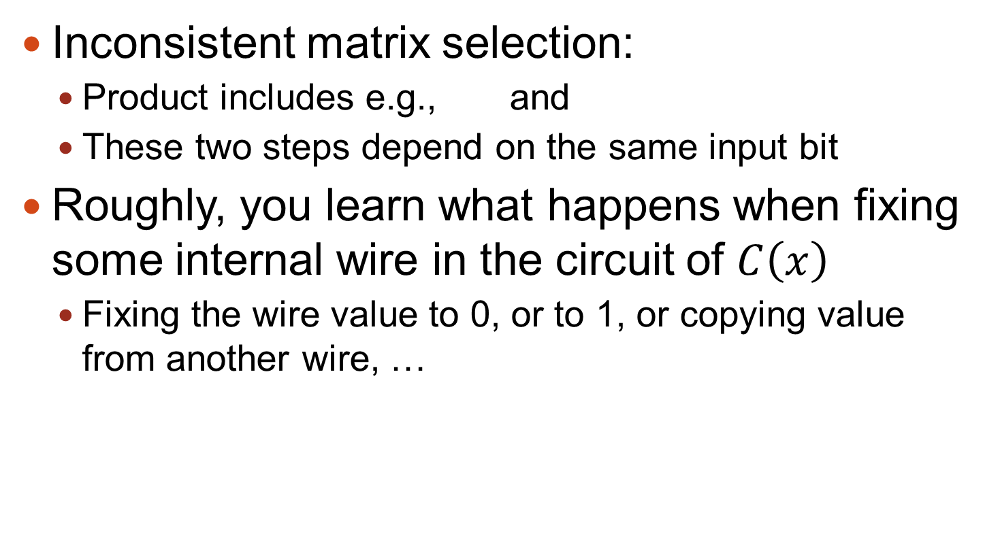 • Inconsistent matrix selection:
• Product includes e.g., and
• These two steps depend on the same input bit
• Roughly, you learn what happens when fixing
some internal wire in the circuit of 𝐶(𝑥)
• Fixing the wire value to 0, or to 1, or copying value
from another wire, …